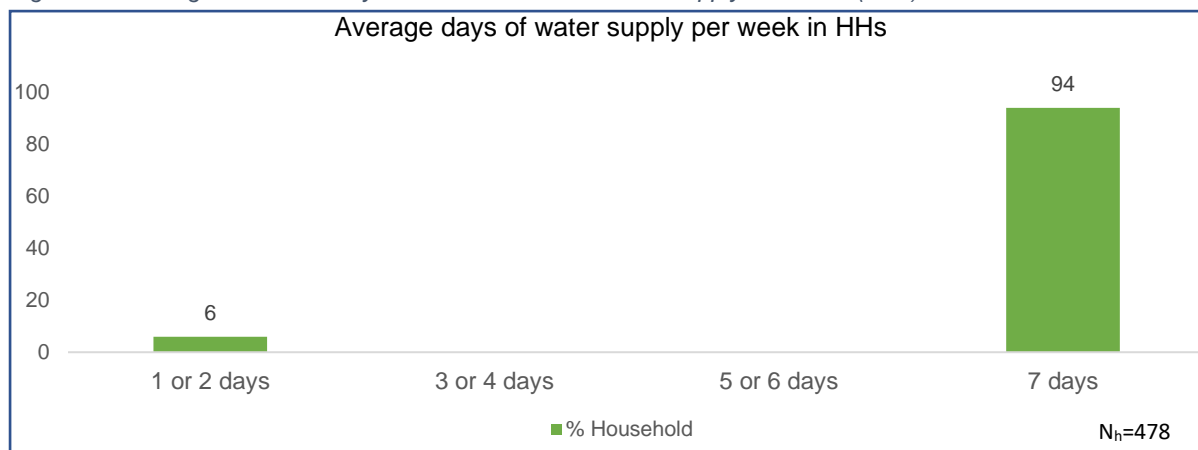 Average days of water supply per week in HHs
100
80
60
40
20
0
6
94
1 or 2 days
3 or 4 days
5 or 6 days
7 days
% Household
Nh=478